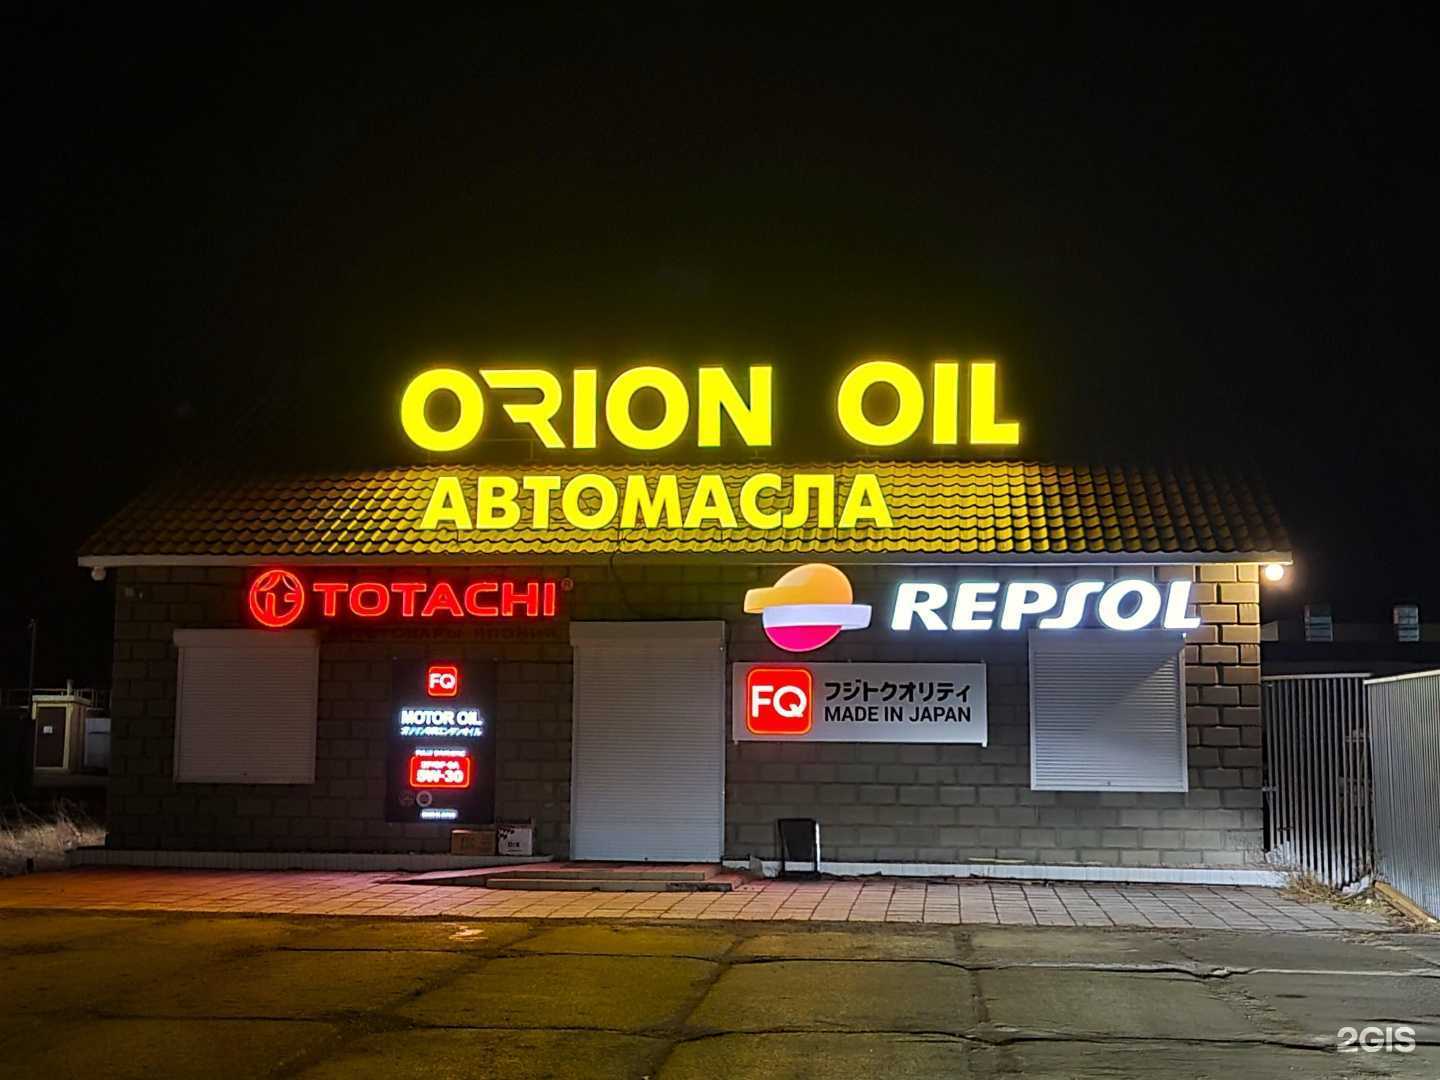 ORION OIL
АВТОМАСЛА
TOTACHI®
REPSOL
FQ
フジトクオリティ
MADE IN JAPAN
FQ
MOTOR OIL
5W-30
2GIS